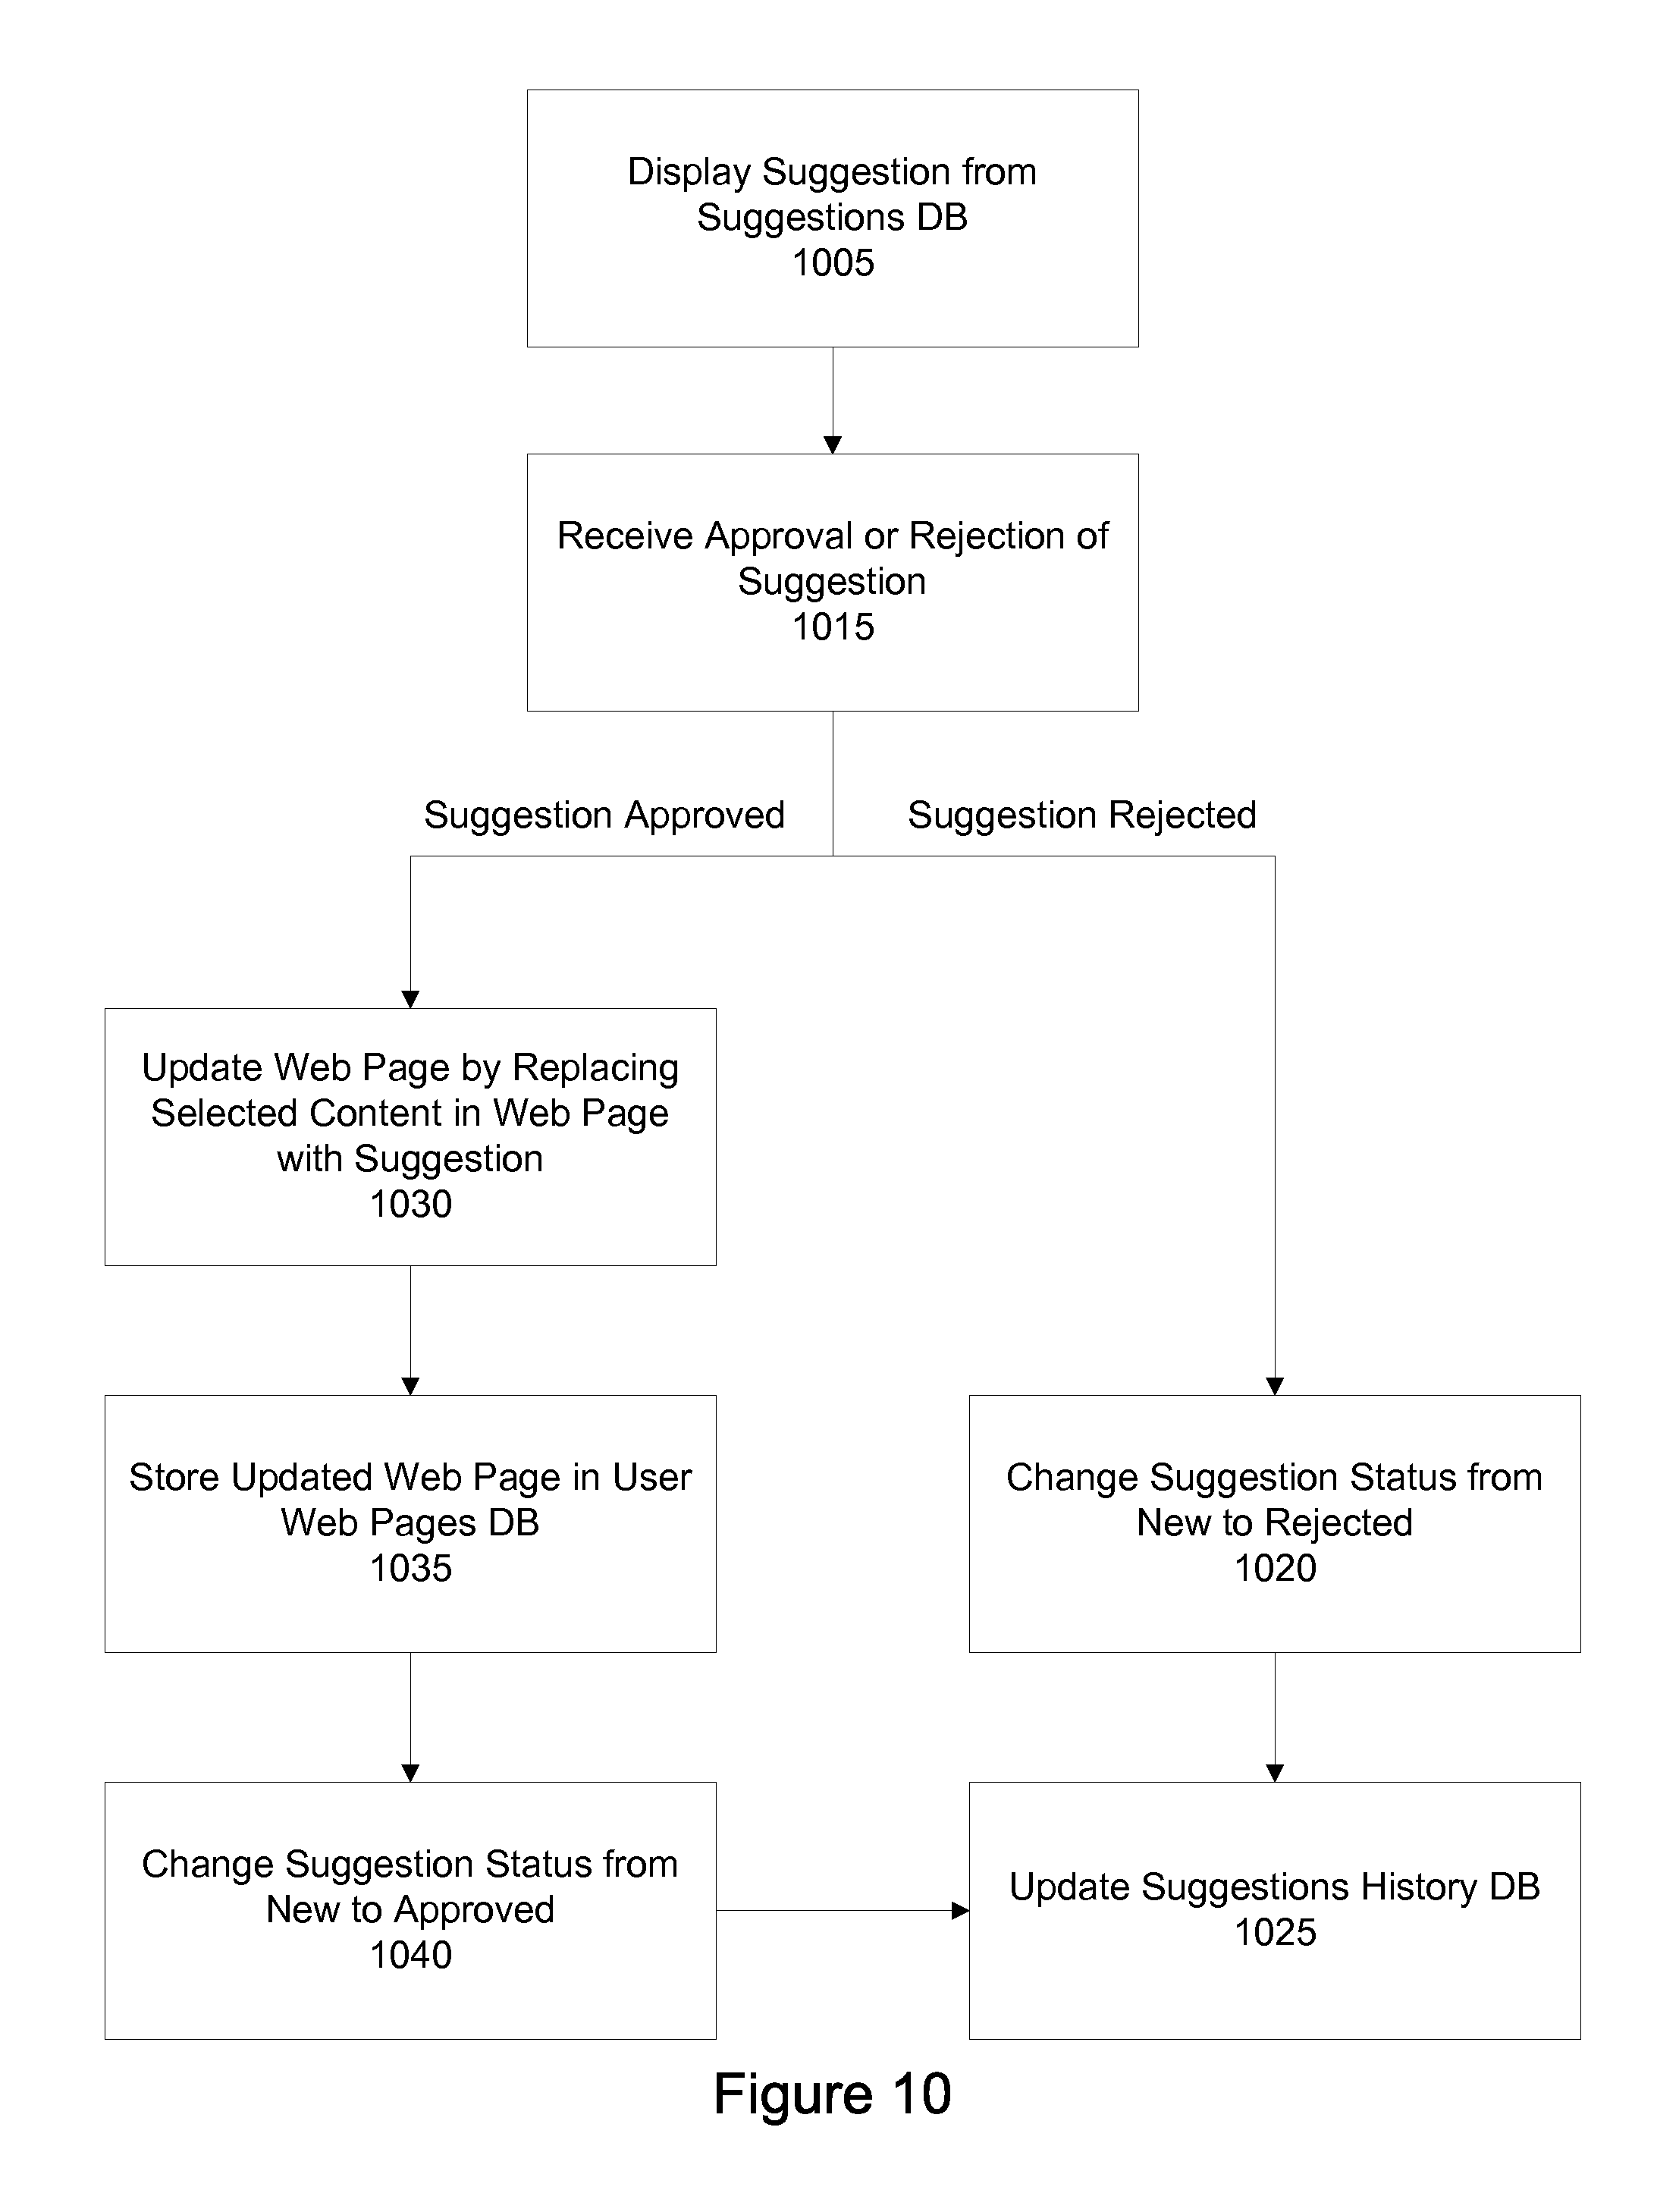 Display Suggestion from
Suggestions DB
1005
Receive Approval or Rejection of
Suggestion
1015
Suggestion Approved
Suggestion Rejected
Update Web Page by Replacing
Selected Content in Web Page
with Suggestion
1030
Store Updated Web Page in User
Web Pages DB
1035
Change Suggestion Status from
New to Rejected
1020
Change Suggestion Status from
New to Approved
1040
Update Suggestions History DB
1025
Figure 10